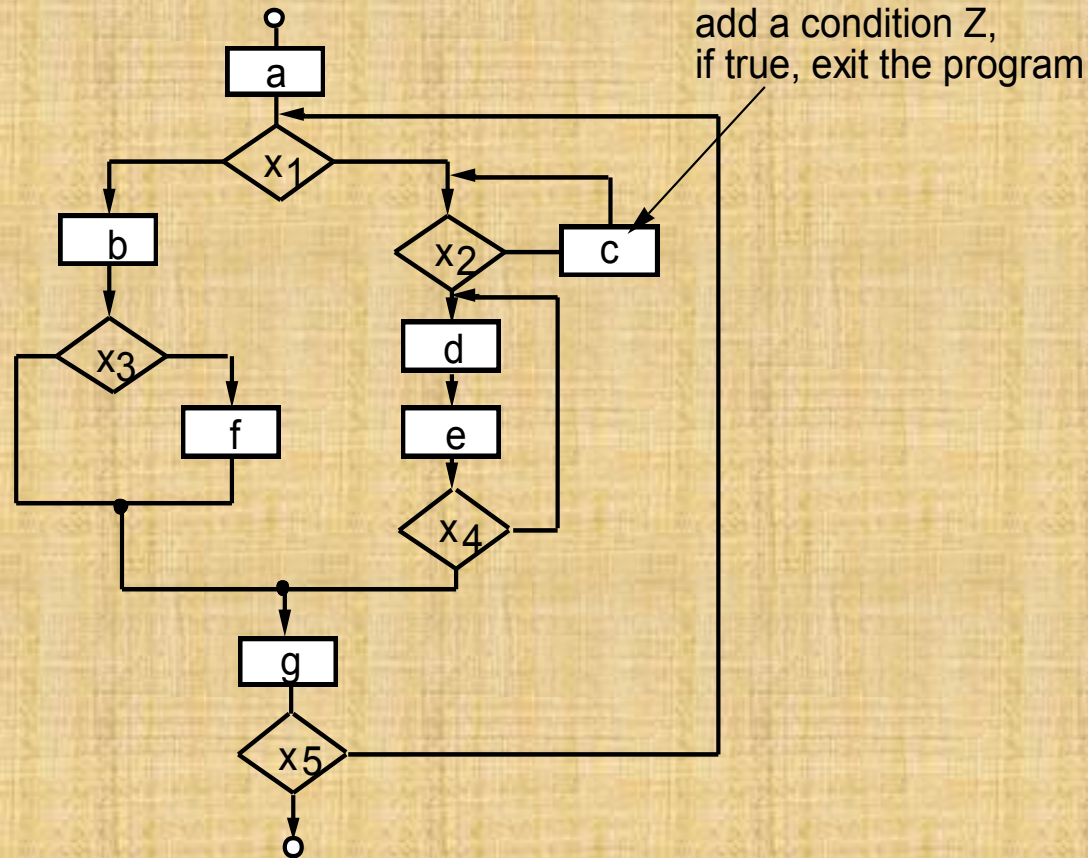 add a condition Z,
if true, exit the program
a
x1
b
x2
c
x3
d
f
e
x4
g
x5